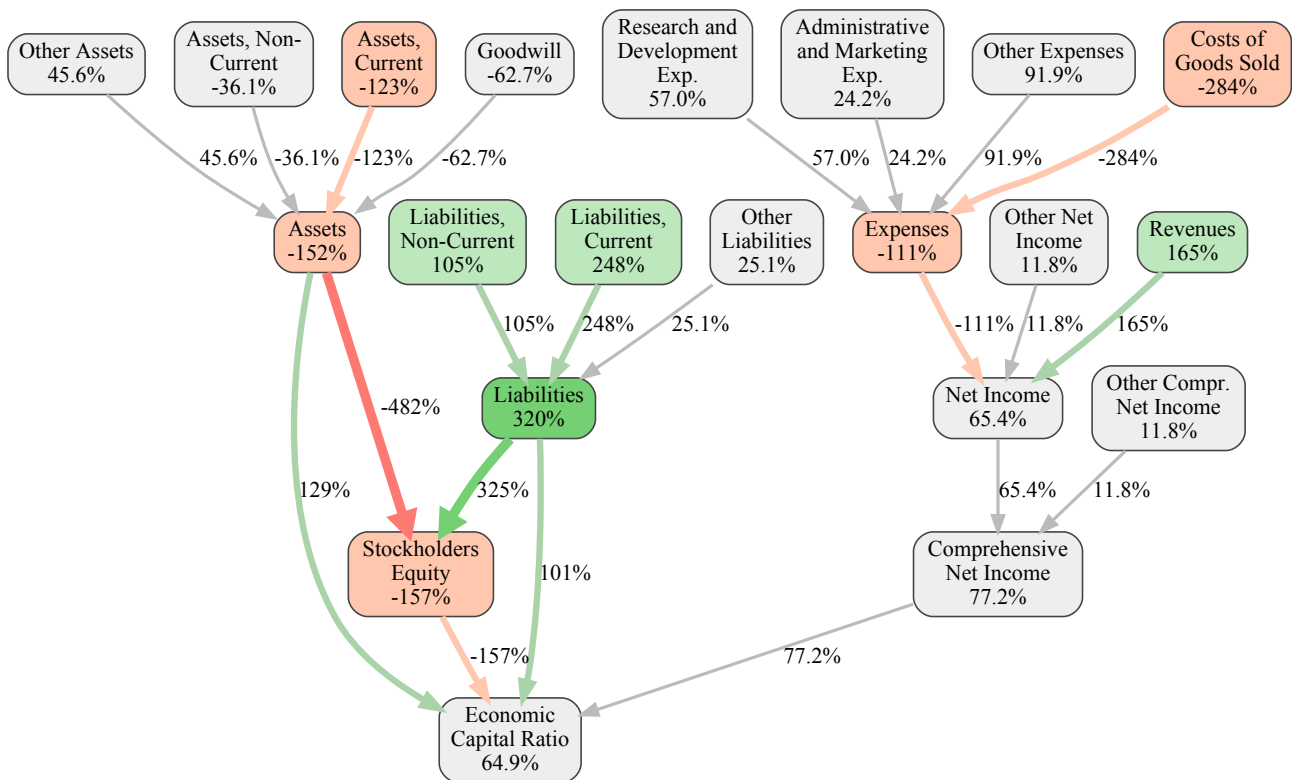 Other Assets
45.6%
Assets, Non-
Current
-36.1%
Assets,
Current
-123%
Goodwill
-62.7%
Research and
Development
Exp.
57.0%
Administrative
and Marketing
Exp.
24.2%
Other Expenses
91.9%
Costs of
Goods Sold
-284%
45.6%
-36.1%
-123%
-62.7%
57.0%
24.2%
91.9%
-284%
Assets
-152%
Liabilities,
Non-Current
105%
Liabilities,
Current
248%
Other
Liabilities
25.1%
Expenses
-111%
Other Net
Income
11.8%
Revenues
165%
105%
248%
25.1%
-111%
11.8%
165%
-482%
Liabilities
320%
Net Income
65.4%
Other Compr.
Net Income
11.8%
129%
325%
65.4%
11.8%
Stockholders
Equity
-157%
101%
Comprehensive
Net Income
77.2%
-157%
77.2%
Economic
Capital Ratio
64.9%